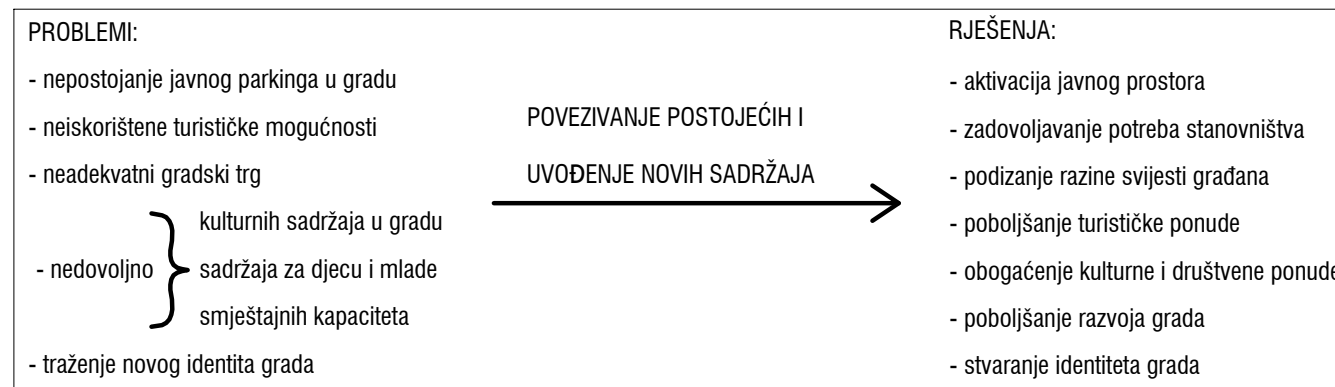 PROBLEMI:
- nepostojanje javnog parkinga u gradu
- neiskorištene turističke mogućnosti
- neadekvatni gradski trg
kulturnih sadržaja u gradu
- nedovoljno
sadržaja za djecu i mlade
smještajnih kapaciteta
- traženje novog identita grada
POVEZIVANJE POSTOJEĆIH I
UVOĐENJE NOVIH SADRŽAJA
RJEŠENJA:
- aktivacija javnog prostora
- zadovoljavanje potreba stanovništva
- podizanje razine svijesti građana
- poboljšanje turističke ponude
- obogaćenje kulturne i društvene ponude
- poboljšanje razvoja grada
- stvaranje identiteta grada